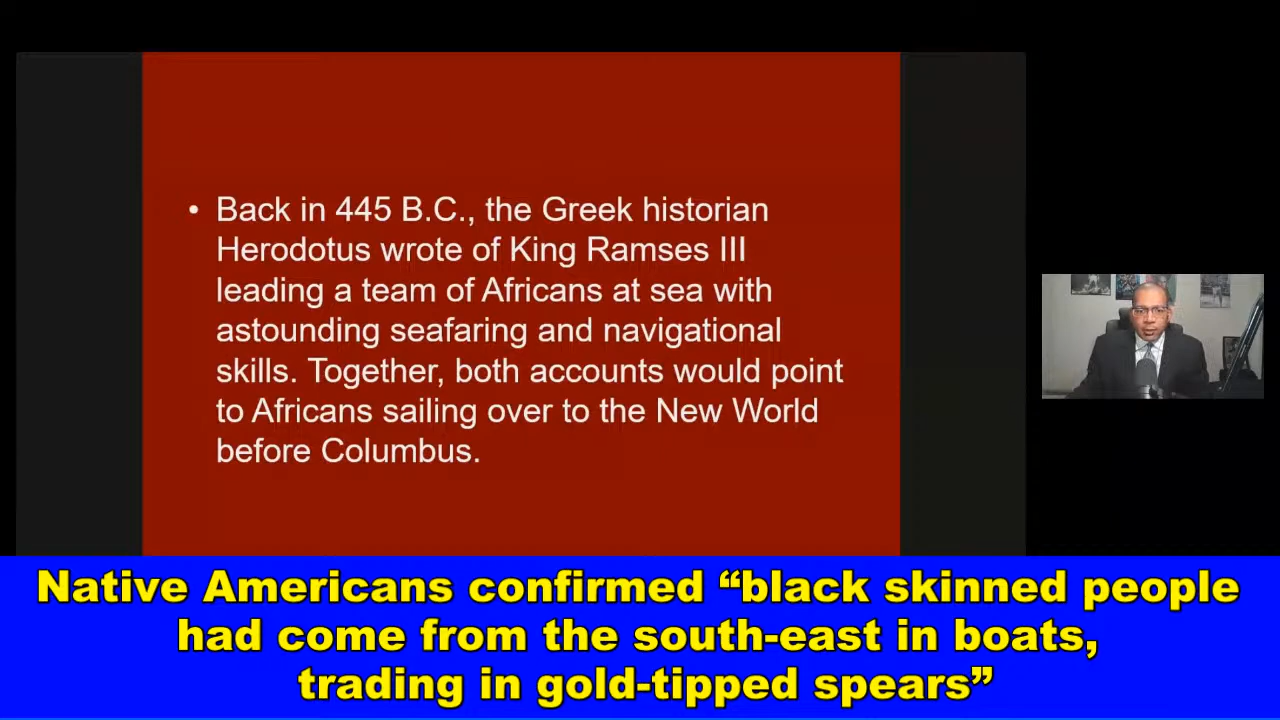 • Back in 445 B.C., the Greek historian
Herodotus wrote of King Ramses III
leading a team of Africans at sea with
astounding seafaring and navigational
skills. Together, both accounts would point
to Africans sailing over to the New World
before Columbus.
Native Americans confirmed “black skinned people
had come from the south-east in boats,
trading in gold-tipped spears”